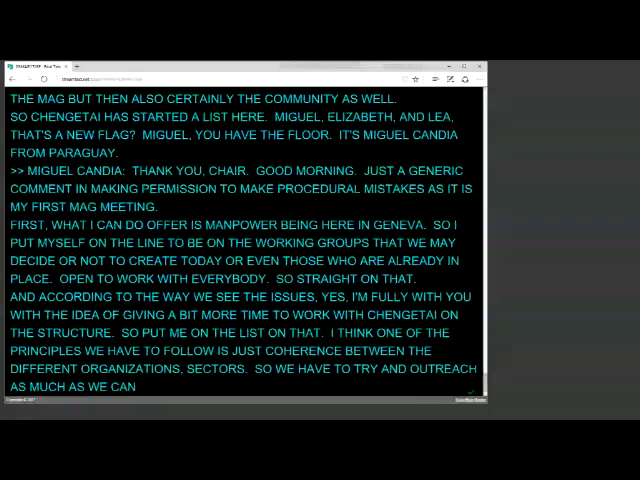 THE MAG BUT THEN ALSO CERTAINLY THE COMMUNITY AS WELL.
SO CHENGETAI HAS STARTED A LIST HERE. MIGUEL, ELIZABETH, AND LEA,
THAT'S A NEW FLAG? MIGUEL, YOU HAVE THE FLOOR. IT'S MIGUEL CANDIA
FROM PARAGUAY.
>> MIGUEL CANDIA: THANK YOU, CHAIR. GOOD MORNING. JUST A GENERIC
COMMENT IN MAKING PERMISSION TO MAKE PROCEDURAL MISTAKES AS IT IS
MY FIRST MAG MEETING.
FIRST, WHAT I CAN DO OFFER IS MANPOWER BEING HERE IN GENEVA. SO I
PUT MYSELF ON THE LINE TO BE ON THE WORKING GROUPS THAT WE MAY
DECIDE OR NOT TO CREATE TODAY OR EVEN THOSE WHO ARE ALREADY IN
PLACE. OPEN TO WORK WITH EVERYBODY. SO STRAIGHT ON THAT.
AND ACCORDING TO THE WAY WE SEE THE ISSUES, YES, I'M FULLY WITH YOU
WITH THE IDEA OF GIVING A BIT MORE TIME TO WORK WITH CHENGETAI ON
THE STRUCTURE. SO PUT ME ON THE LIST ON THAT. I THINK ONE OF THE
PRINCIPLES WE HAVE TO FOLLOW IS JUST COHERENCE BETWEEN THE
DIFFERENT ORGANIZATIONS, SECTORS. SO WE HAVE TO TRY AND OUTREACH
AS MUCH AS WE CAN